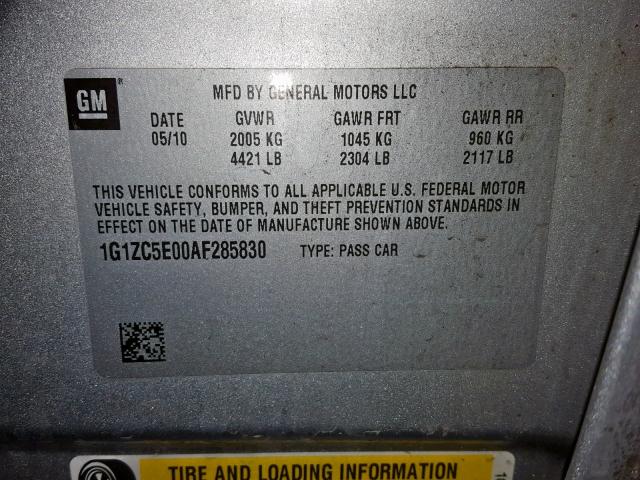 GM
MFD BY GENERAL MOTORS LLC
DATE GVWR GAWR FRT GAWR RR
05/10 2005 KG 1045 KG 960 KG
4421 LB 2304 LB 2117 LB
THIS VEHICLE CONFORMS TO ALL APPLICABLE U.S. FEDERAL MOTOR
VEHICLE SAFETY, BUMPER, AND THEFT PREVENTION STANDARDS IN
EFFECT ON THE DATE OF MANUFACTURE SHOWN ABOVE.
1G1ZC5E00AF285830 TYPE: PASS CAR
TIRE AND LOADING INFORMATION